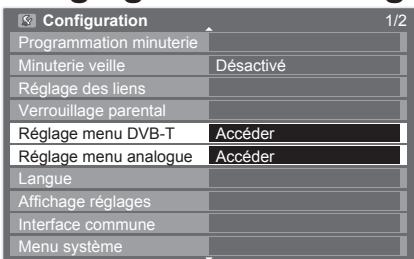 Configuration 1/2
Programmation minuterie
Minuterie veille Désactivé
Réglage des liens
Verrouillage parental
Réglage menu DVB-T Accéder
Réglage menu analogue Accéder
Langue
Affichage réglages
Interface commune
Menu système